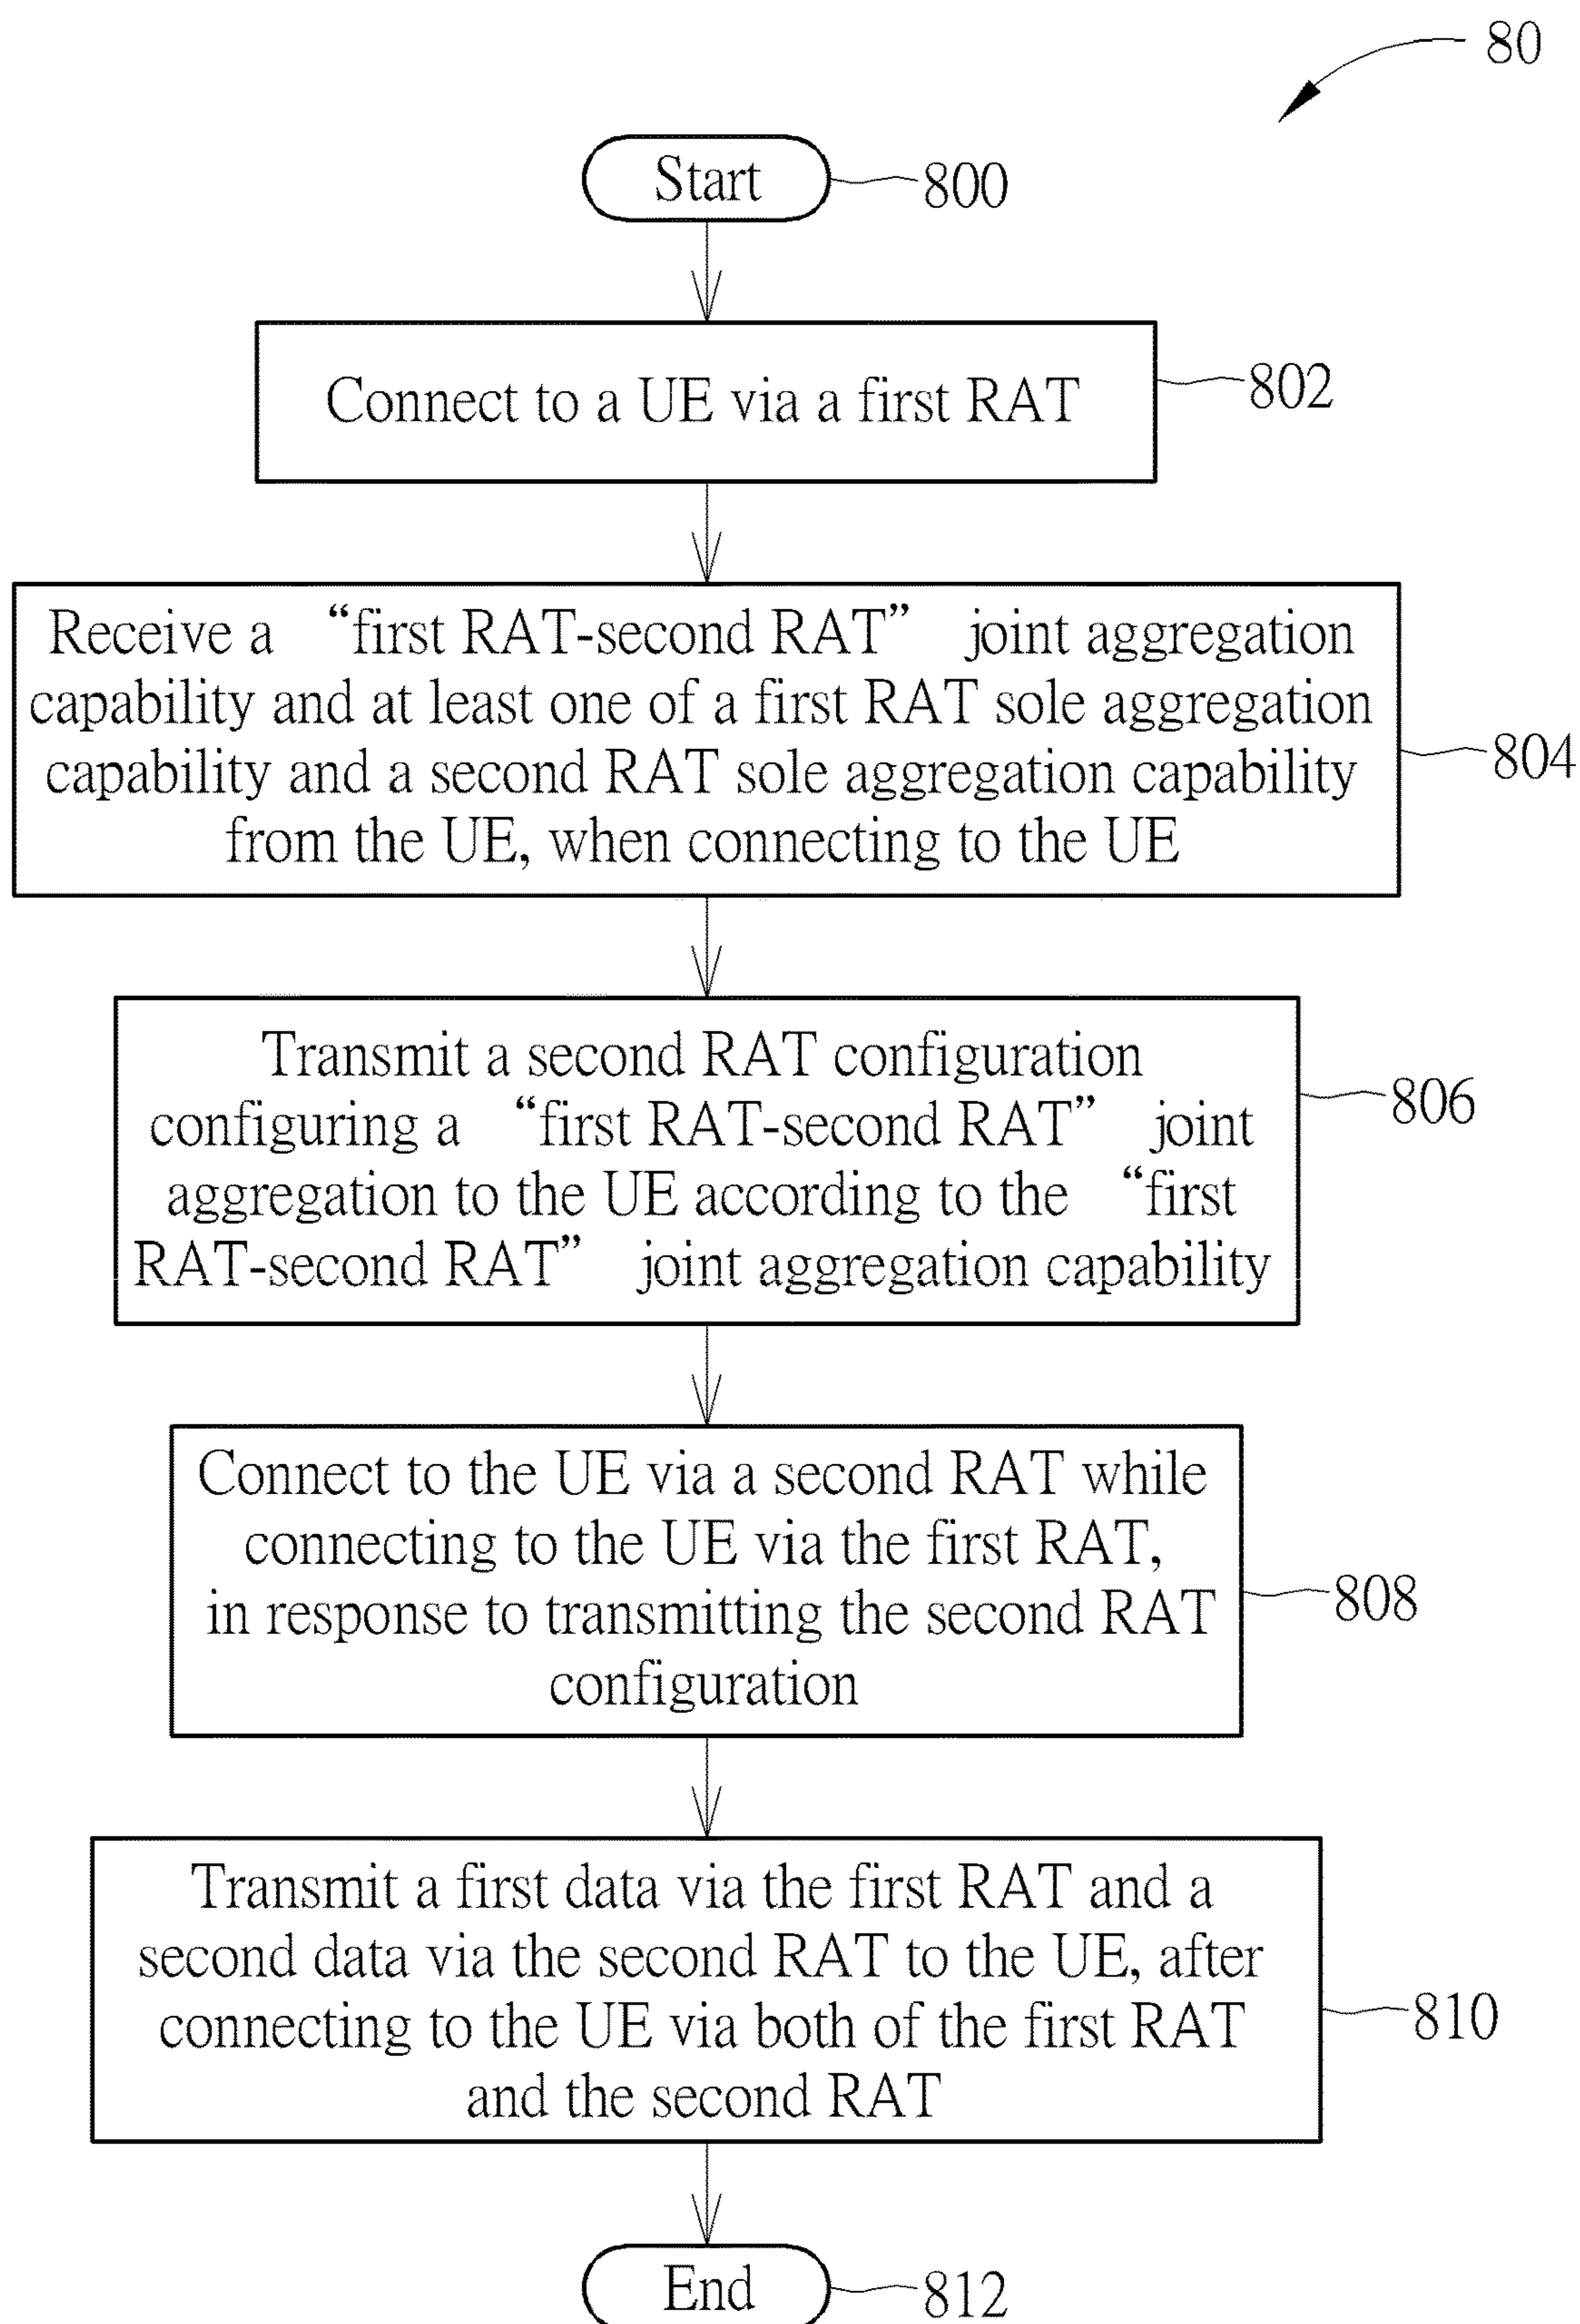 80
Start
800
Connect to a UE via a first RAT
802
Receive a “first RAT-second RAT” joint aggregation
capability and at least one of a first RAT sole aggregation
capability and a second RAT sole aggregation capability
from the UE, when connecting to the UE
804
Transmit a second RAT configuration
configuring a “first RAT-second RAT” joint
aggregation to the UE according to the “first
RAT-second RAT” joint aggregation capability
806
Connect to the UE via a second RAT while
connecting to the UE via the first RAT,
in response to transmitting the second RAT
configuration
808
Transmit a first data via the first RAT and a
second data via the second RAT to the UE, after
connecting to the UE via both of the first RAT
and the second RAT
810
End
812